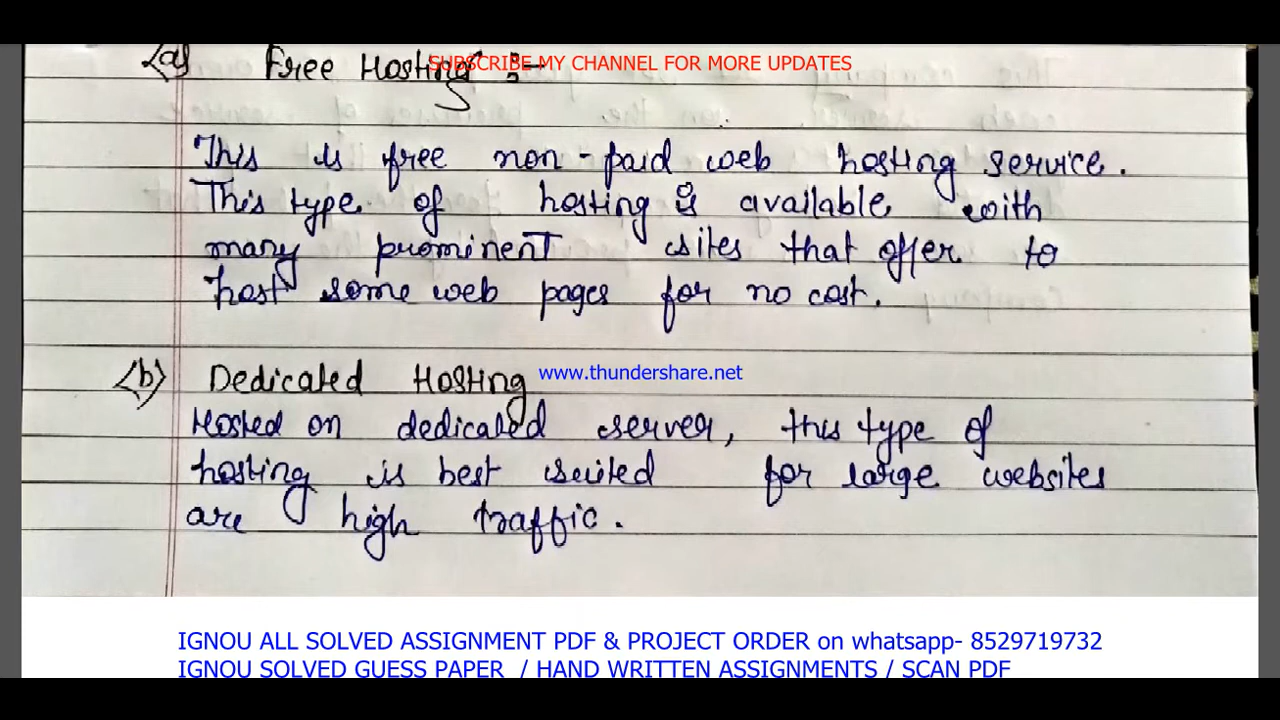 (a) Free Hosting :-
SUBSCRIBE MY CHANNEL FOR MORE UPDATES
This is free non-paid web hosting service.
This type of hosting is available with
many prominent sites that offer to
host some web pages for no cost.
(b) Dedicated Hosting
www.thundershare.net
Hosted on dedicated server, this type of
hosting is best suited for large websites
are high traffic.
IGNOU ALL SOLVED ASSIGNMENT PDF & PROJECT ORDER on whatsapp- 8529719732
IGNOU SOLVED GUESS PAPER / HAND WRITTEN ASSIGNMENTS / SCAN PDF